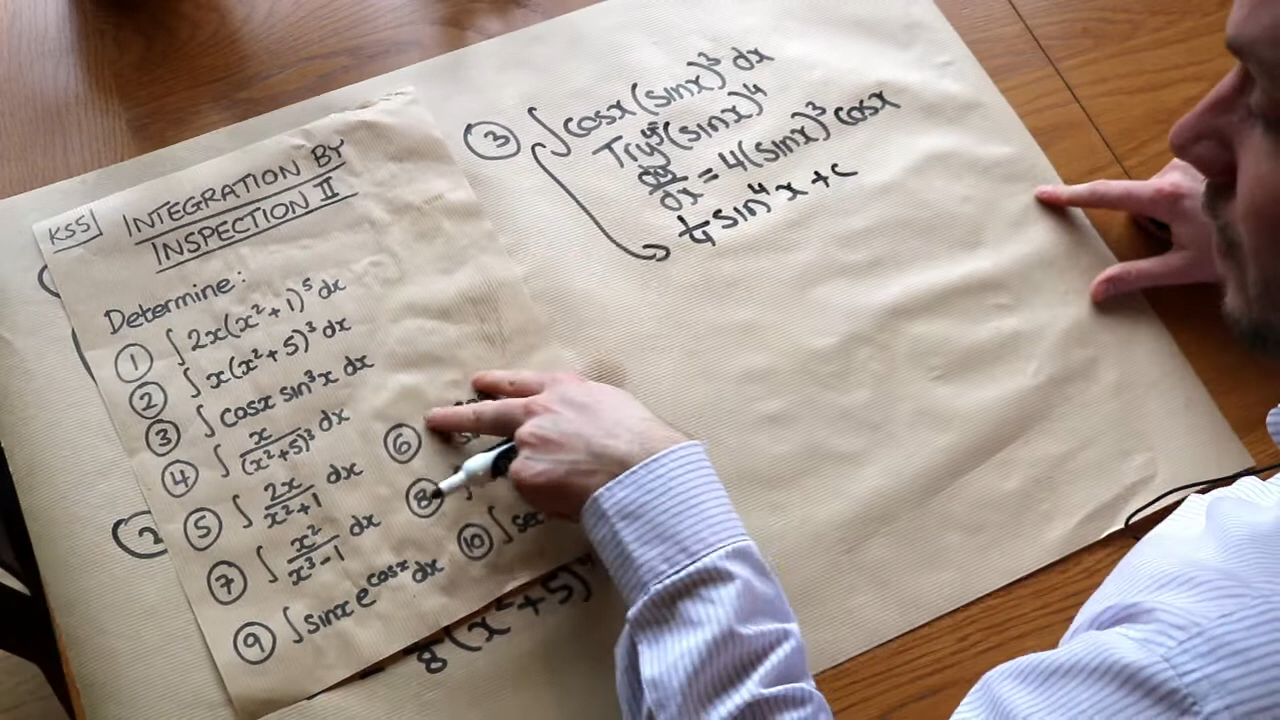 KS5 INTEGRATION BY
INSPECTION II
Determine:
① ∫ 2x(x²+1)⁵ dx
② ∫ x(x²+5)³ dx
③ ∫ cosx sin³x dx
④ ∫ x/(x²+5)³ dx
⑤ ∫ 2x/(x²+1) dx
⑥
⑦ ∫ x²/(x³-1) dx
⑧ ∫
⑨ ∫ sinx e^cosx dx
⑩ ∫ sec
③ ∫ cosx (sinx)³ dx
Try y=(sinx)⁴
dy/dx = 4(sinx)³ cosx
1/4 sin⁴x + c
2
8(x²+5)⁴